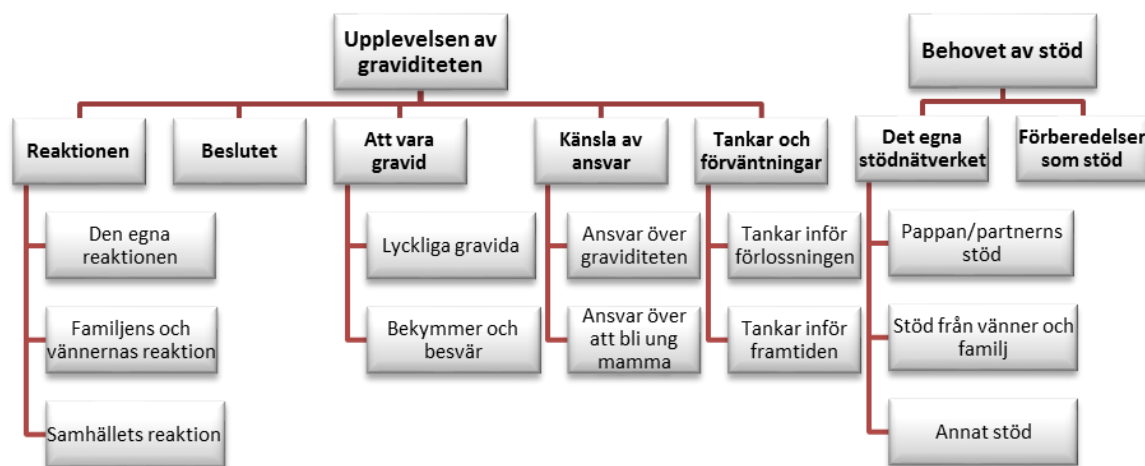 Upplevelsen av
graviditeten
Behovet av stöd
Reaktionen
Beslutet
Att vara
gravid
Känsla av
ansvar
Tankar och
förväntningar
Det egna
stödnätverket
Förberedelser
som stöd
Den egna
reaktionen
Familjens och
vännernas reaktion
Samhällets reaktion
Lyckliga gravida
Bekymmer och
besvär
Ansvar över
graviditeten
Ansvar över
att bli ung
mamma
Tankar inför
förlossningen
Tankar inför
framtiden
Pappan/partnerns
stöd
Stöd från vänner och
familj
Annat stöd